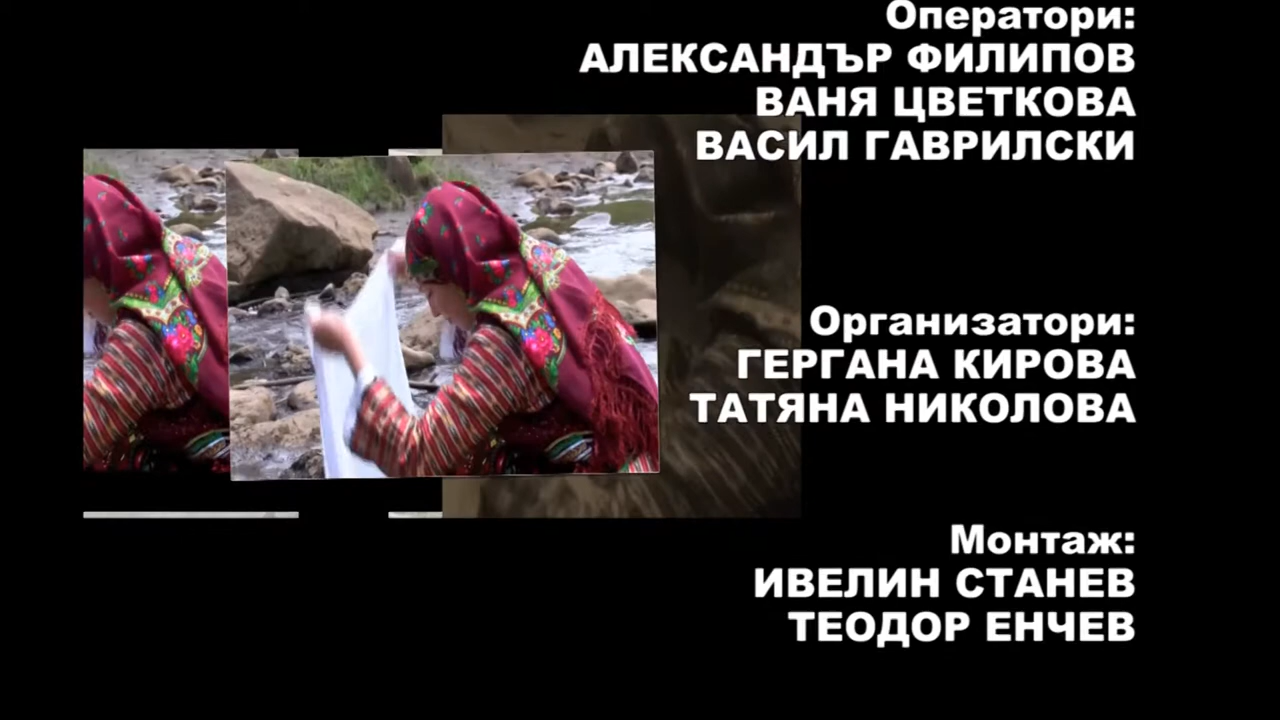 Оператори:
АЛЕКСАНДЪР ФИЛИПОВ
ВАНЯ ЦВЕТКОВА
ВАСИЛ ГАВРИЛСКИ
Организатори:
ГЕРГАНА КИРОВА
ТАТЯНА НИКОЛОВА
Монтаж:
ИВЕЛИН СТАНЕВ
ТЕОДОР ЕНЧЕВ